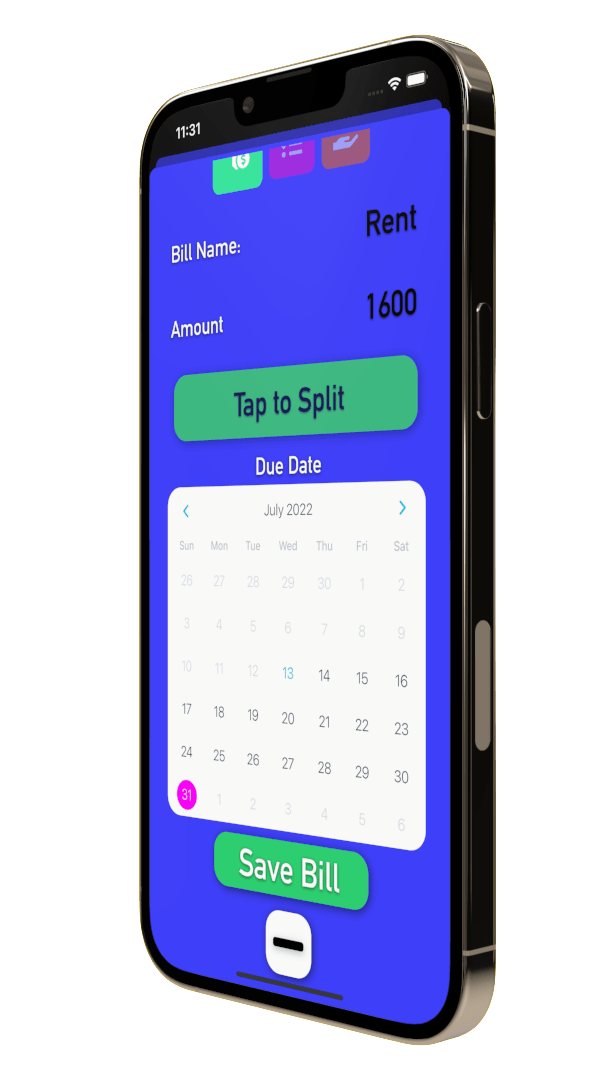 11:31
Bill Name: Rent
Amount 1600
Tap to Split
Due Date
July 2022
Sun Mon Tue Wed Thu Fri Sat
26 27 28 29 30 1 2
3 4 5 6 7 8 9
10 11 12 13 14 15 16
17 18 19 20 21 22 23
24 25 26 27 28 29 30
31 1 2 3 4 5 6
Save Bill